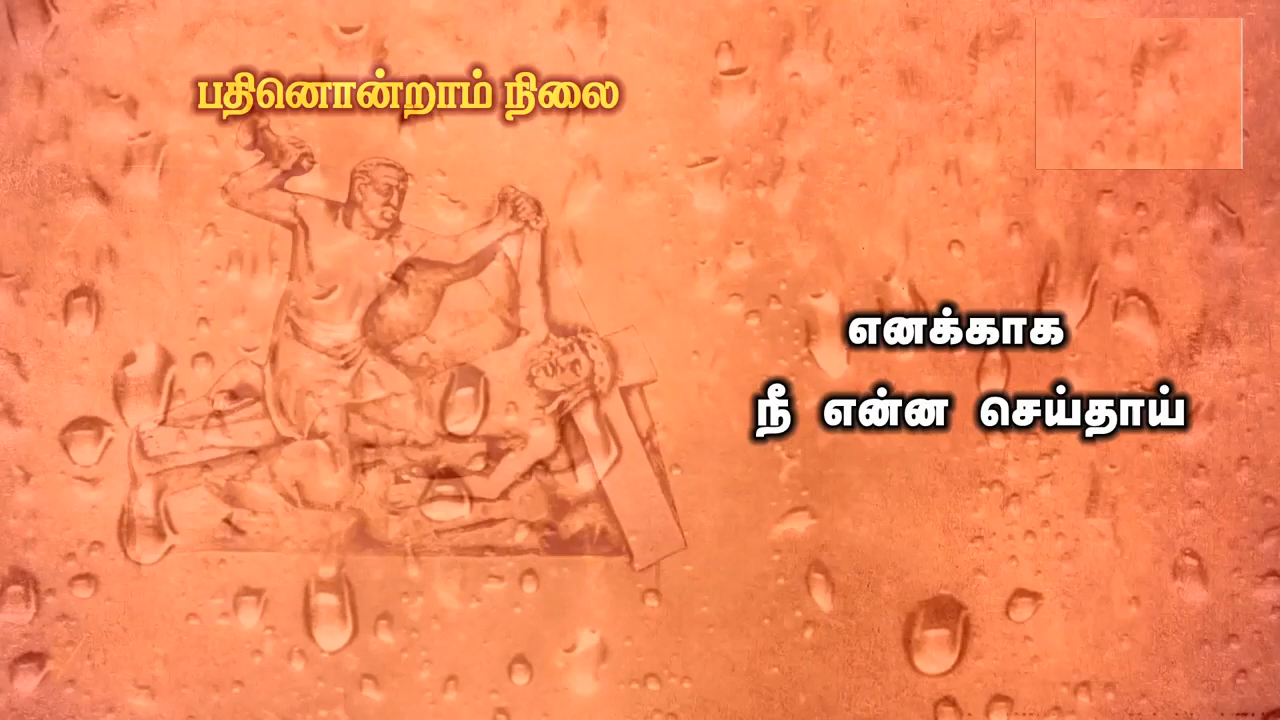 பதினொன்றாம் நிலை
எனக்காக
நீ என்ன செய்தாய்